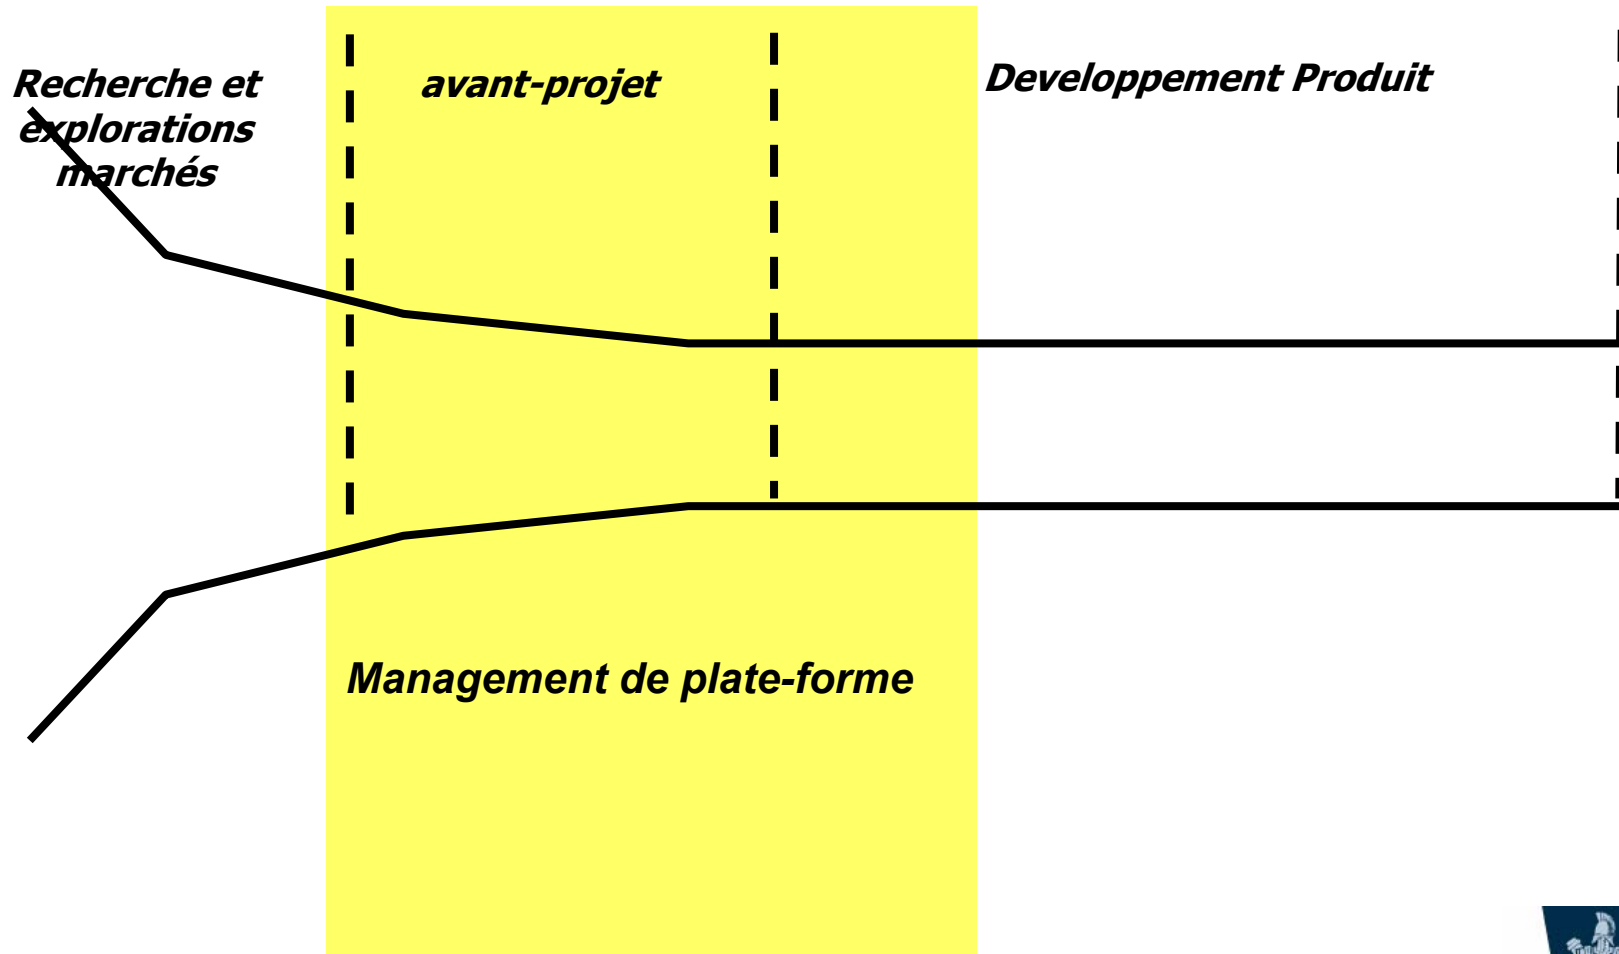 Recherche et
explorations
marchés
avant-projet
Developpement Produit
Management de plate-forme